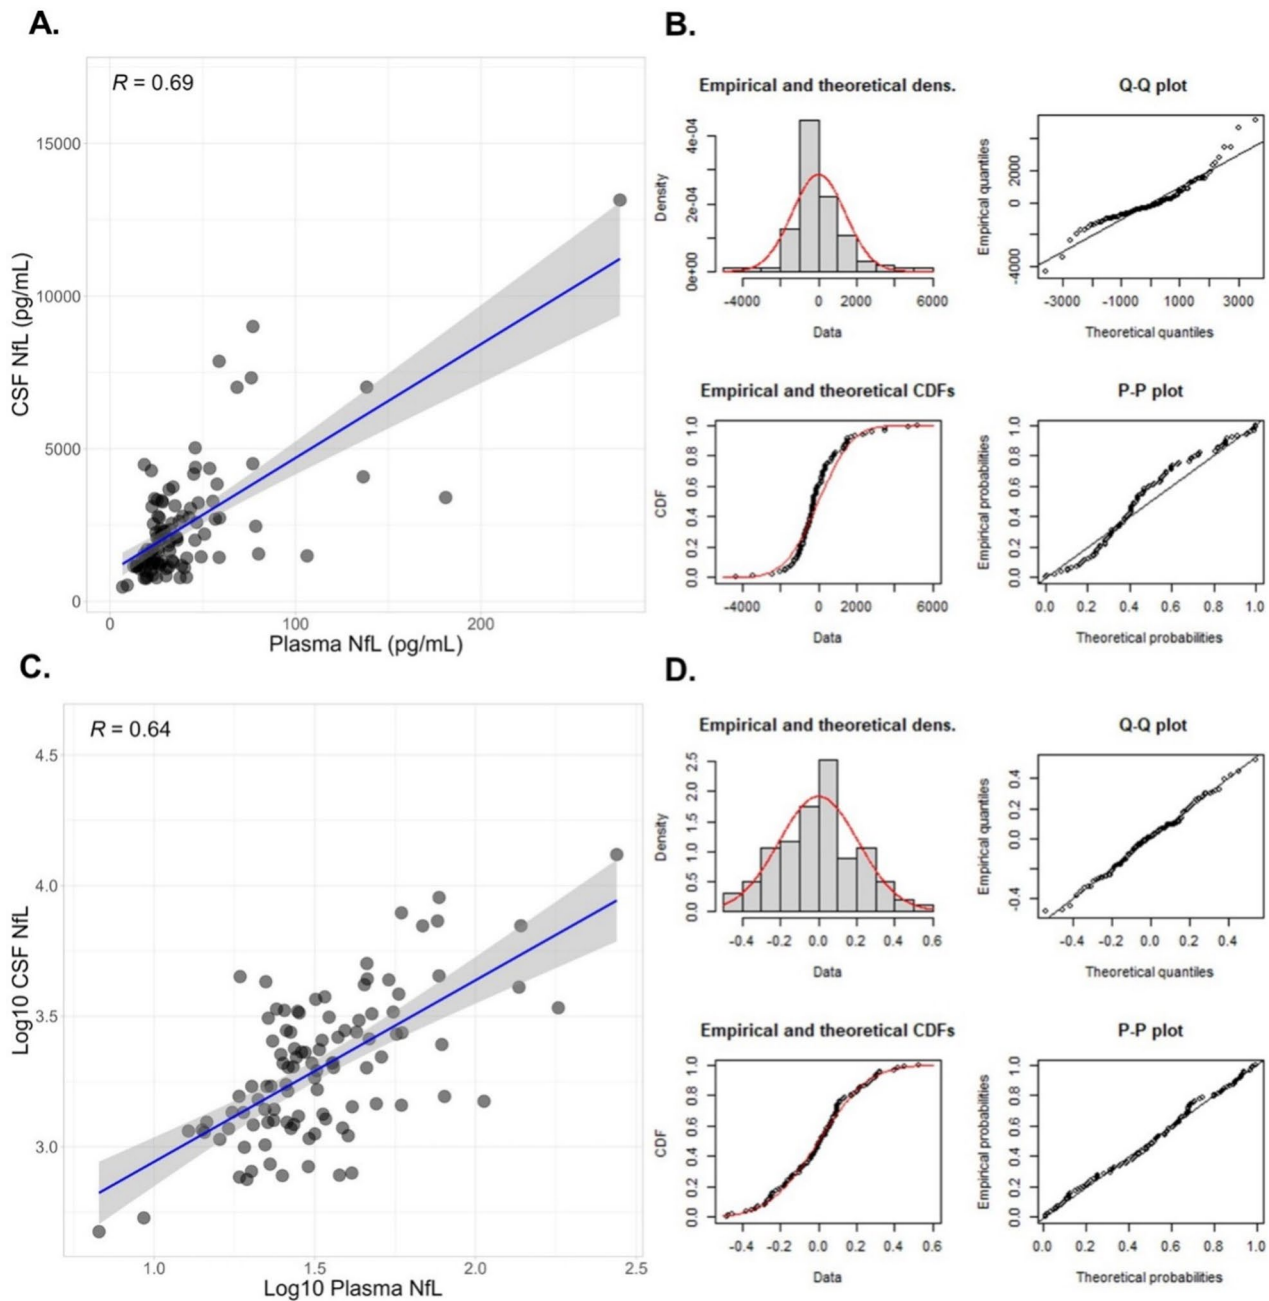 A.
R = 0.69
CSF NfL (pg/mL)
15000
10000
5000
0
0 100 200
Plasma NfL (pg/mL)
B.
Empirical and theoretical dens.
Density
0e+00 2e-04 4e-04
-4000 0 2000 6000
Data
Q-Q plot
Empirical quantiles
-4000 0 2000
-3000 -1000 1000 3000
Theoretical quantiles
Empirical and theoretical CDFs
CDF
0.0 0.2 0.4 0.6 0.8 1.0
-4000 0 2000 6000
Data
P-P plot
Empirical probabilities
0.0 0.2 0.4 0.6 0.8 1.0
0.0 0.2 0.4 0.6 0.8 1.0
Theoretical probabilities
C.
R = 0.64
Log10 CSF NfL
4.5
4.0
3.5
3.0
1.0 1.5 2.0 2.5
Log10 Plasma NfL
D.
Empirical and theoretical dens.
Density
0.0 0.5 1.0 1.5 2.0 2.5
-0.4 -0.2 0.0 0.2 0.4 0.6
Data
Q-Q plot
Empirical quantiles
-0.4 0.0 0.2 0.4
-0.4 -0.2 0.0 0.2 0.4
Theoretical quantiles
Empirical and theoretical CDFs
CDF
0.0 0.2 0.4 0.6 0.8 1.0
-0.4 -0.2 0.0 0.2 0.4 0.6
Data
P-P plot
Empirical probabilities
0.0 0.2 0.4 0.6 0.8 1.0
0.0 0.2 0.4 0.6 0.8 1.0
Theoretical probabilities